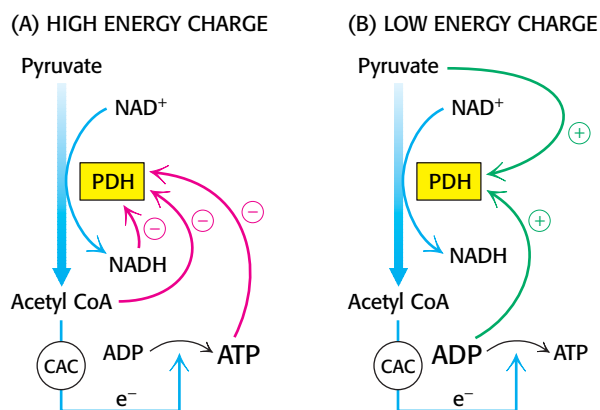 (A) HIGH ENERGY CHARGE
Pyruvate
NAD⁺
PDH
−
−
−
NADH
Acetyl CoA
ADP
ATP
CAC
e⁻
(B) LOW ENERGY CHARGE
Pyruvate
NAD⁺
+
PDH
+
NADH
Acetyl CoA
ADP
ATP
CAC
e⁻